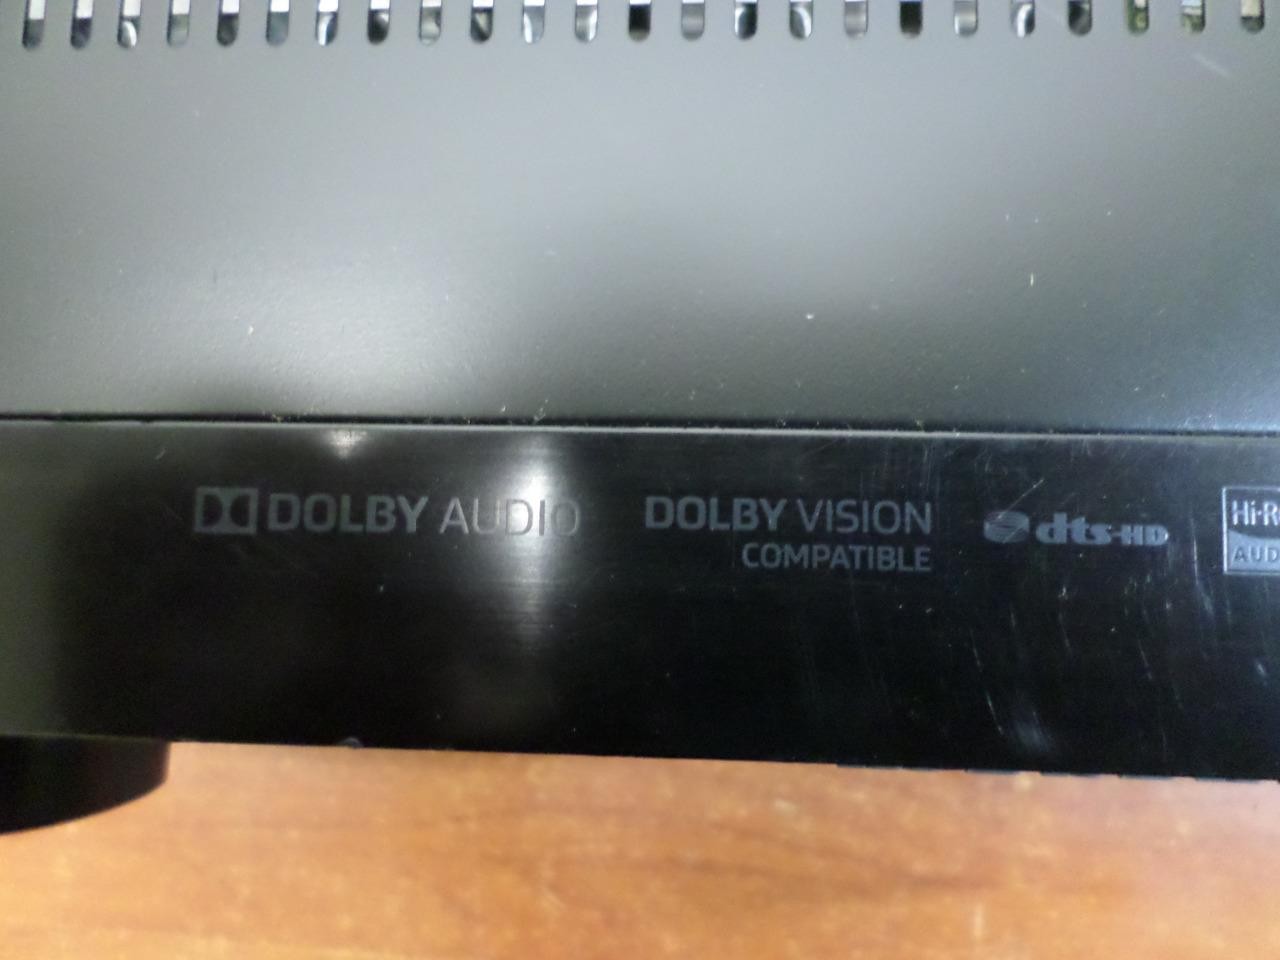 DOLBY AUDIO
DOLBY VISION
COMPATIBLE
dts-HD